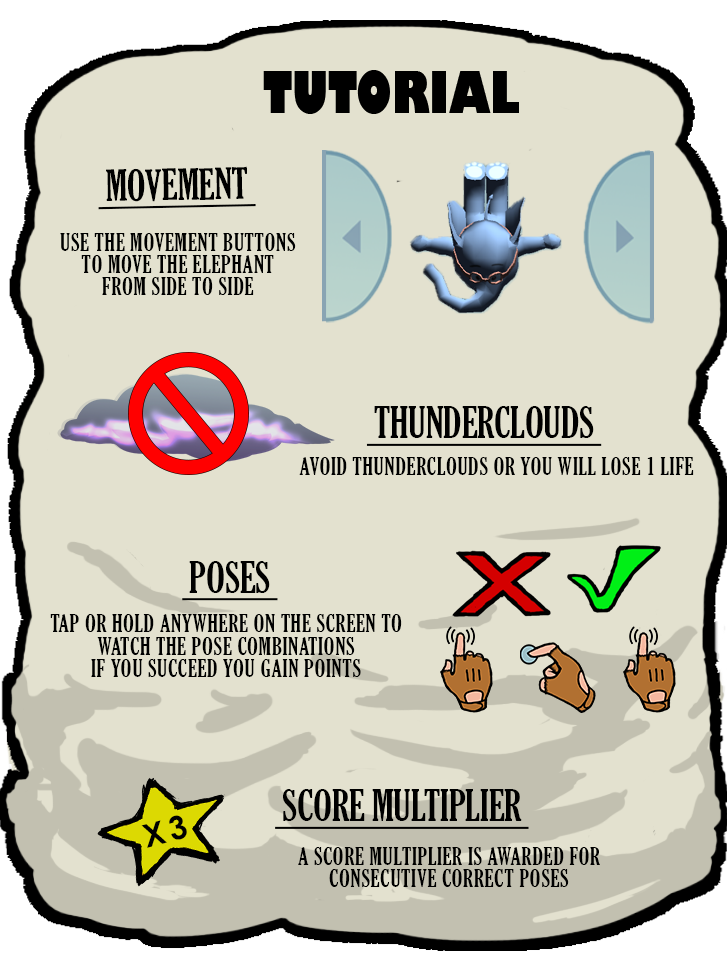 TUTORIAL
MOVEMENT
USE THE MOVEMENT BUTTONS
TO MOVE THE ELEPHANT
FROM SIDE TO SIDE
THUNDERCLOUDS
AVOID THUNDERCLOUDS OR YOU WILL LOSE 1 LIFE
POSES
TAP OR HOLD ANYWHERE ON THE SCREEN TO
WATCH THE POSE COMBINATIONS
IF YOU SUCCEED YOU GAIN POINTS
X 3
SCORE MULTIPLIER
A SCORE MULTIPLIER IS AWARDED FOR
CONSECUTIVE CORRECT POSES